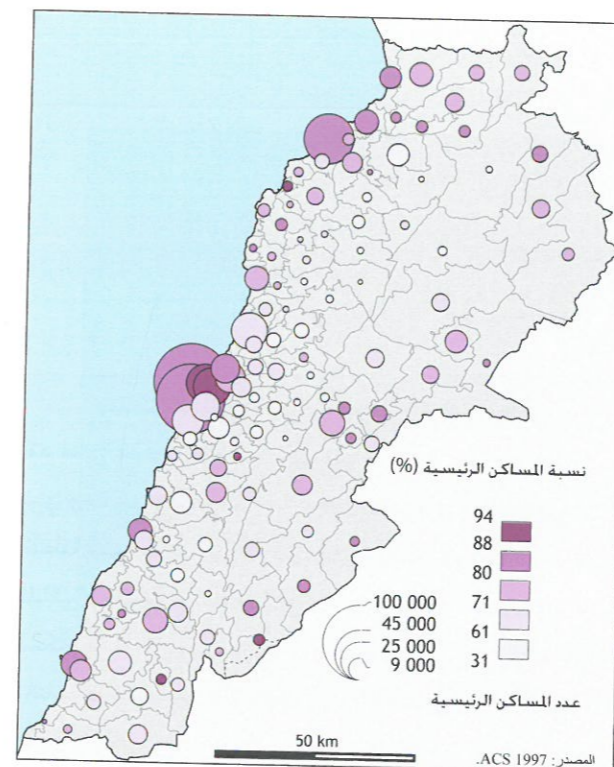 نسبة المساكن الرئيسية (%)
94
88
80
71
61
31
100 000
45 000
25 000
9 000
عدد المساكن الرئيسية
50 km
المصدر: ACS 1997.